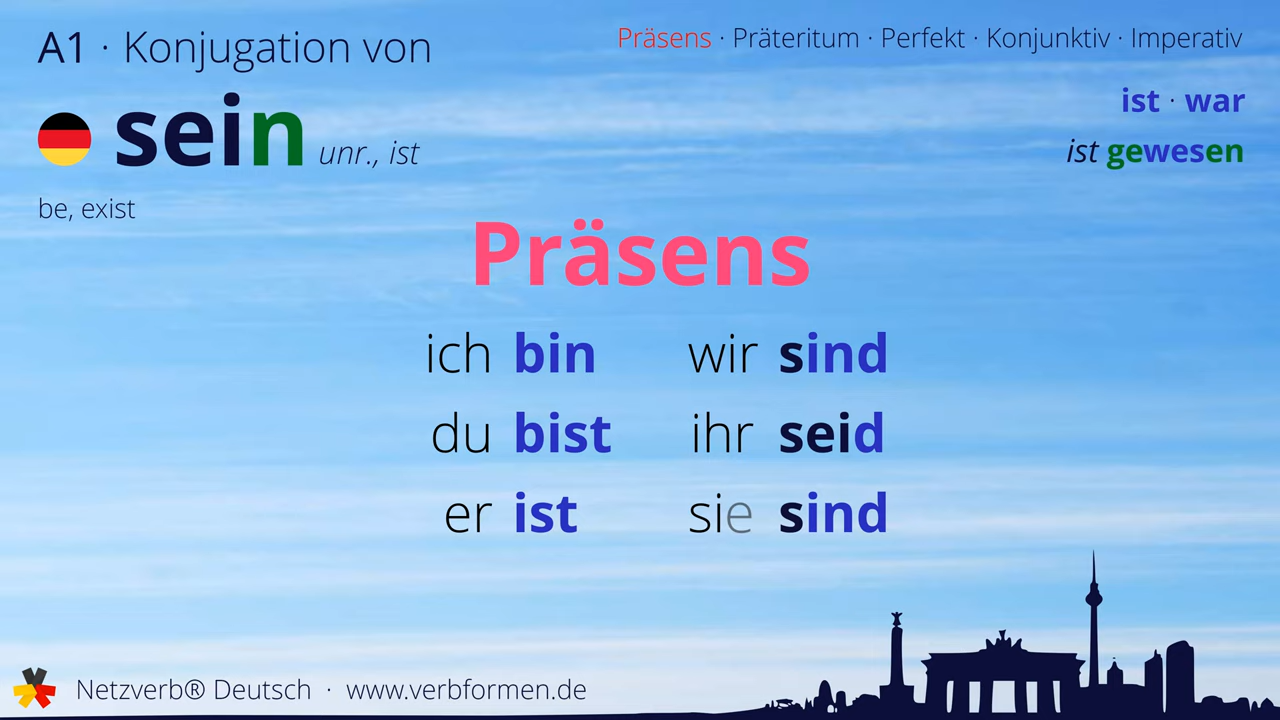 A1 · Konjugation von
Präsens · Präteritum · Perfekt · Konjunktiv · Imperativ
sein unr., ist
ist · war
ist gewesen
be, exist
Präsens
ich bin wir sind
du bist ihr seid
er ist sie sind
Netzverb® Deutsch · www.verbformen.de